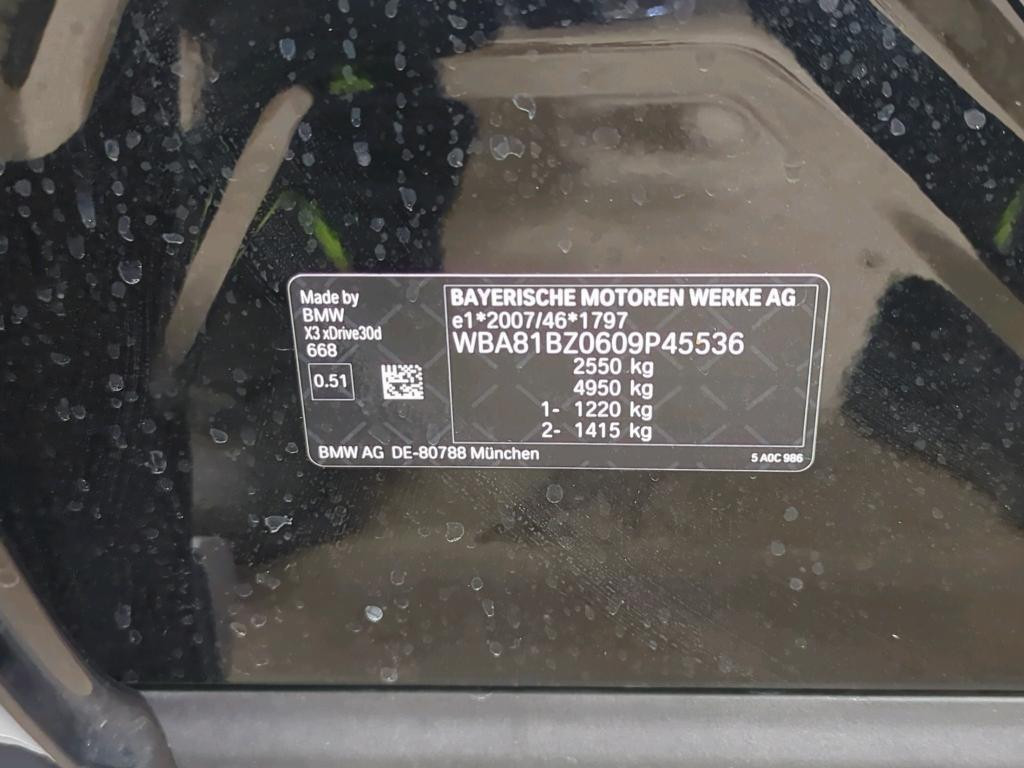 Made by
BMW
X3 xDrive30d
668
0.51
BAYERISCHE MOTOREN WERKE AG
e1*2007/46*1797
WBA81BZ0609P45536
2550 kg
4950 kg
1- 1220 kg
2- 1415 kg
BMW AG DE-80788 München
5 A0C 986